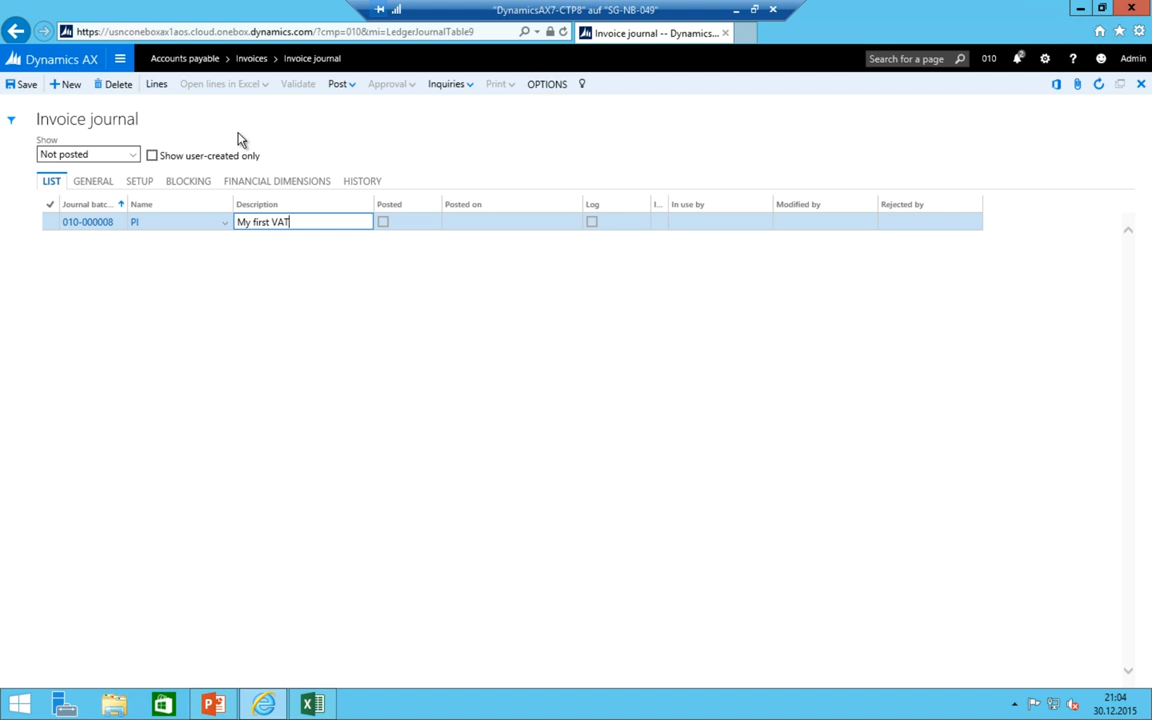 "DynamicsAX7-CTP8" auf "SG-NB-049"
https://usnconeboxax1aos.cloud.onebox.dynamics.com/?cmp=010&mi=LedgerJournalTable9
Invoice journal -- Dynamics...
Dynamics AX
Accounts payable > Invoices > Invoice journal
Search for a page
010
2
?
Admin
Save
New
Delete
Lines
Open lines in Excel
Validate
Post
Approval
Inquiries
Print
OPTIONS
Invoice journal
Show
Not posted
Show user-created only
LIST
GENERAL
SETUP
BLOCKING
FINANCIAL DIMENSIONS
HISTORY
Journal batc...
Name
Description
Posted
Posted on
Log
I...
In use by
Modified by
Rejected by
010-000008
PI
My first VAT
21:04
30.12.2015